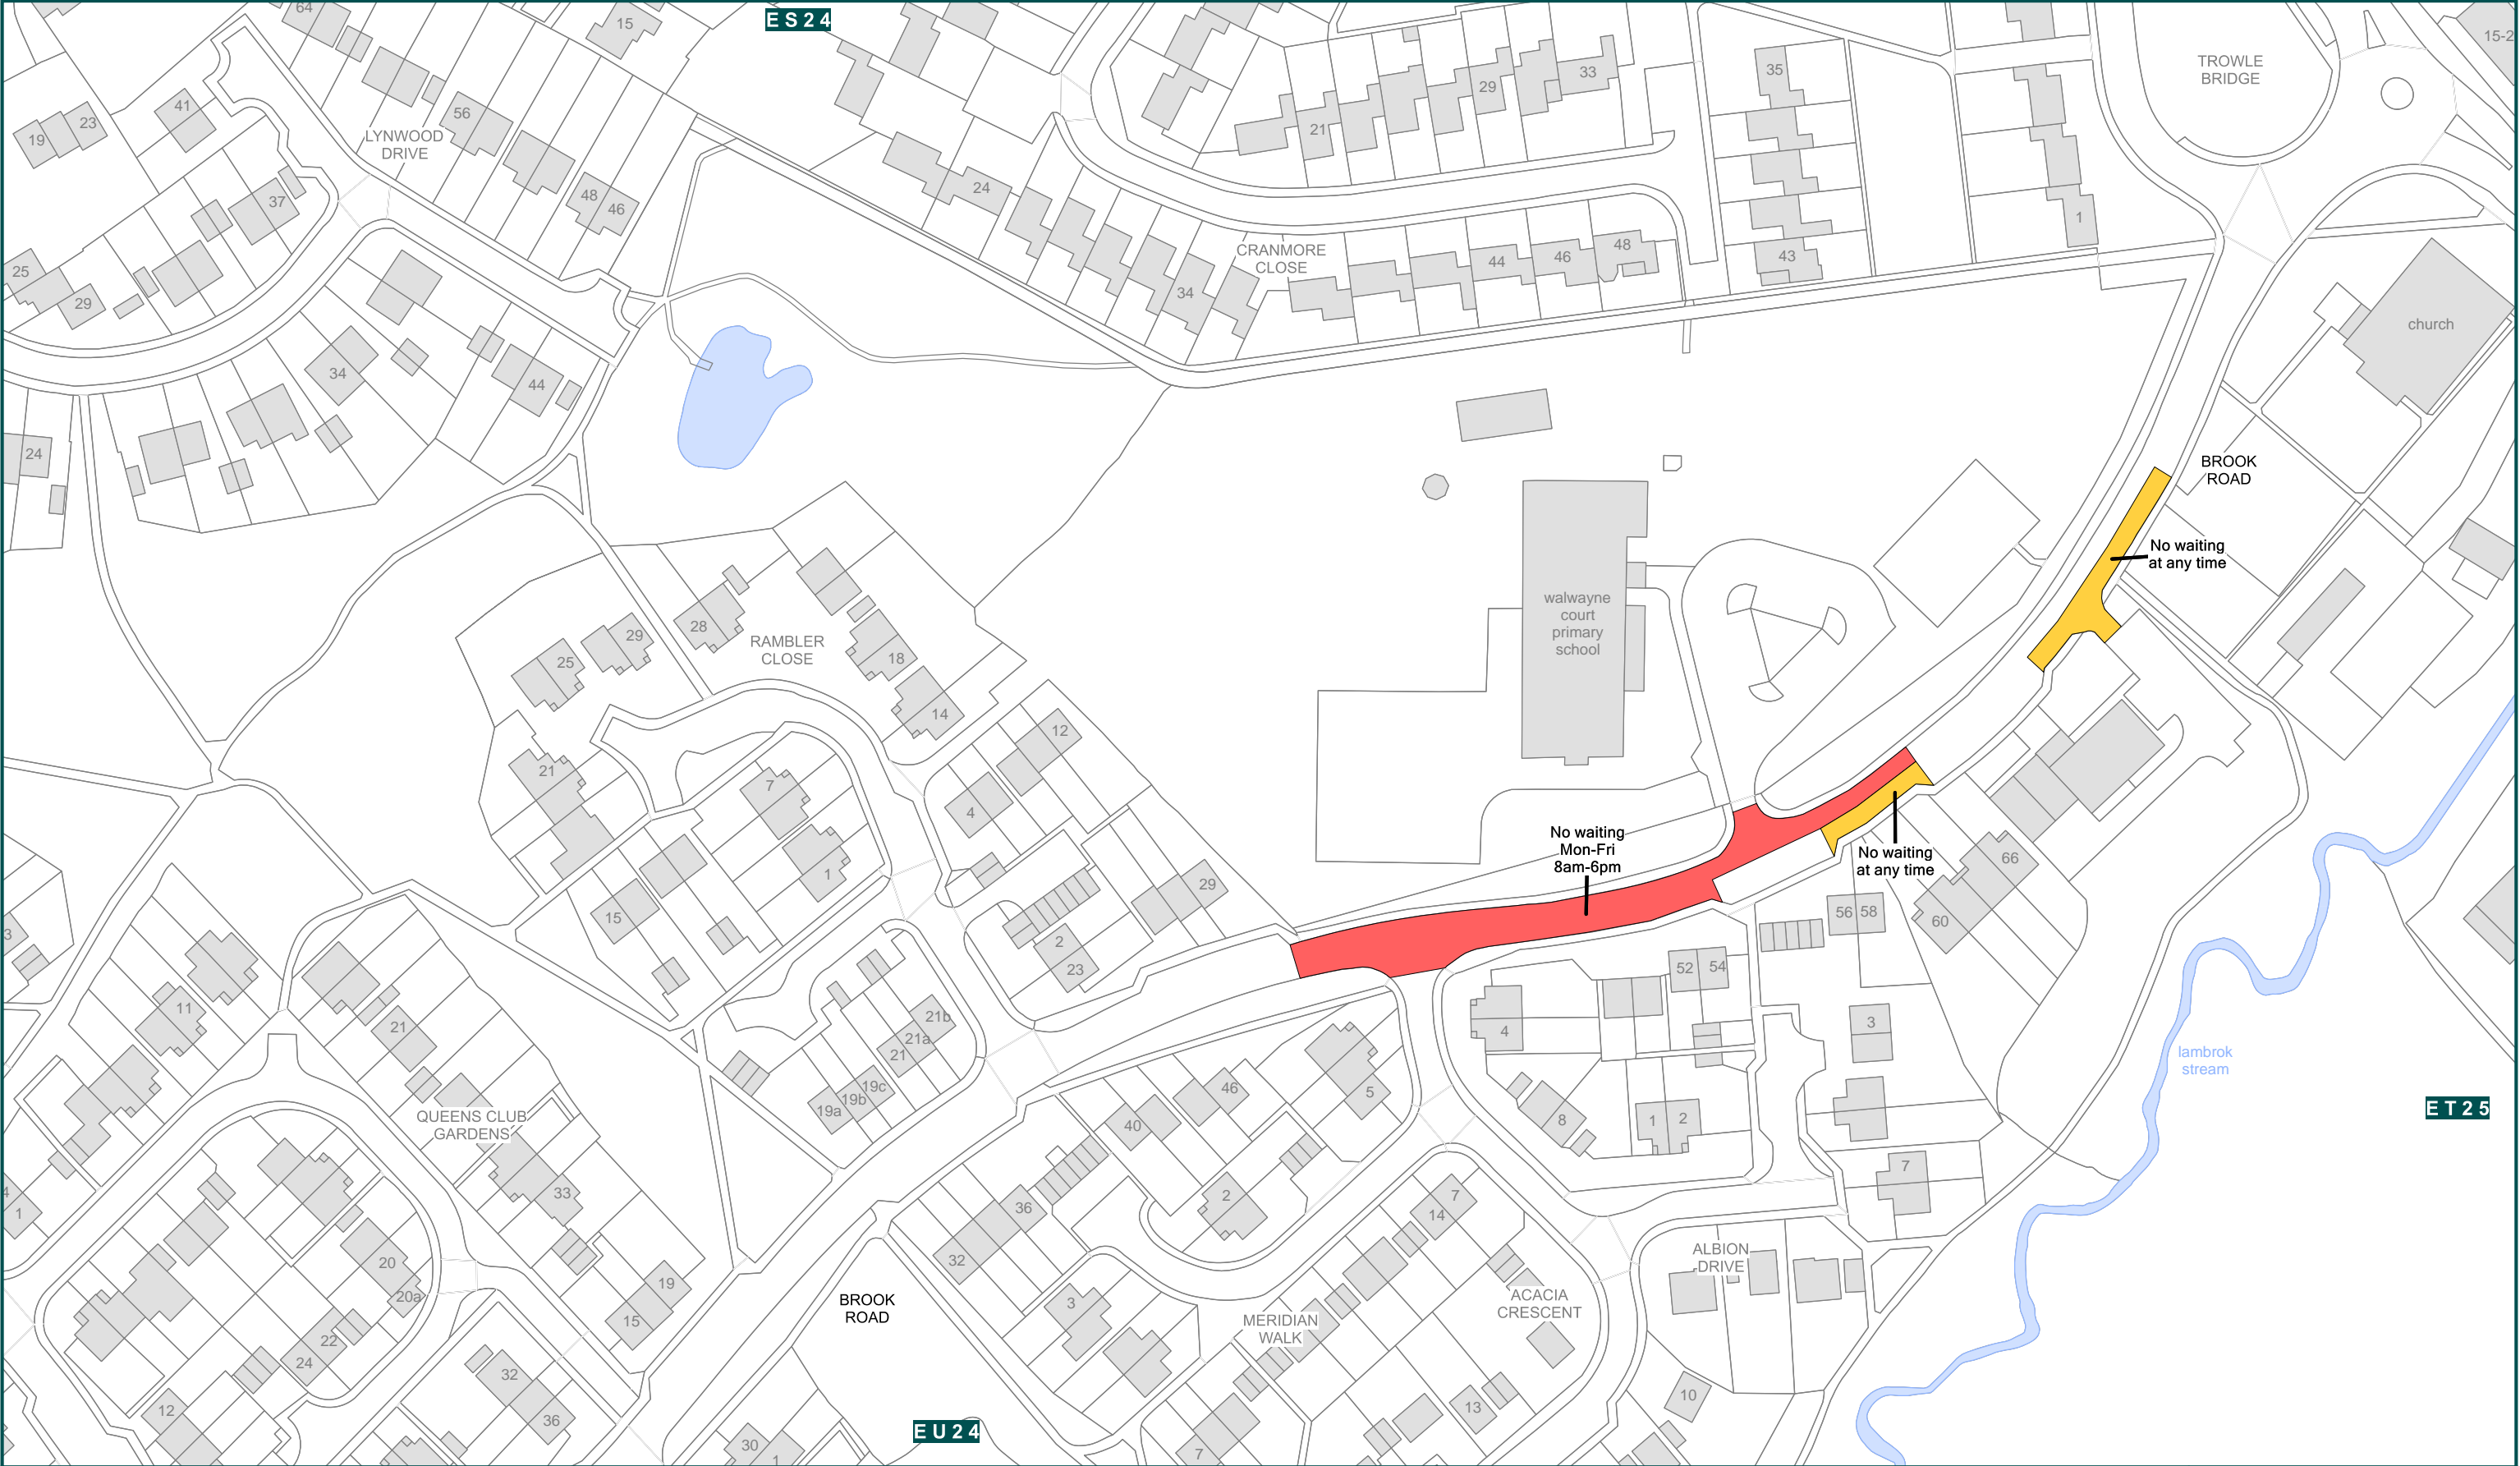 ES24
64
15
15-2
TROWLE
BRIDGE
35
33
29
21
41
23
19
56
LYNWOOD
DRIVE
48
46
37
24
1
25
29
CRANMORE
CLOSE
34
44
46
48
43
church
34
44
24
BROOK
ROAD
No waiting
at any time
walwayne
court
primary
school
28
29
25
RAMBLER
CLOSE
18
14
12
21
7
4
1
15
No waiting
Mon-Fri
8am-6pm
No waiting
at any time
66
60
56
58
29
2
23
3
52
54
11
21
21b
21a
21
19c
19b
19a
4
3
lambrok
stream
ET25
QUEENS CLUB
GARDENS
46
40
5
8
1
2
7
33
1
4
36
32
2
7
14
20
20a
19
15
22
24
BROOK
ROAD
3
MERIDIAN
WALK
ACACIA
CRESCENT
ALBION
DRIVE
12
32
36
EU24
30
1
7
13
10